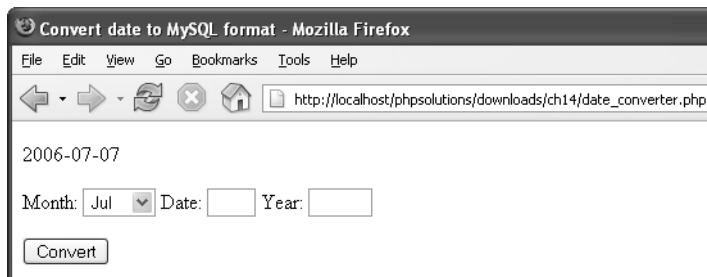 Convert date to MySQL format - Mozilla Firefox
File Edit View Go Bookmarks Tools Help
http://localhost/phpsolutions/downloads/ch14/date_converter.php
2006-07-07
Month: Jul Date: Year:
Convert